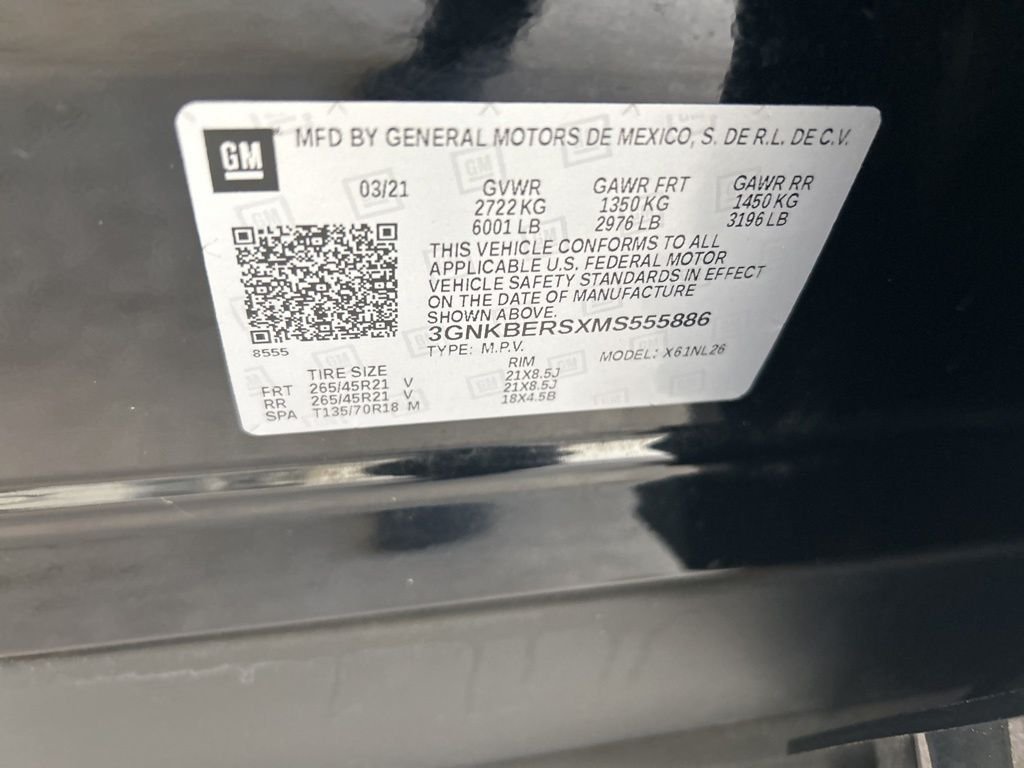 GM MFD BY GENERAL MOTORS DE MEXICO, S. DE R.L. DE C.V.
03/21 GVWR GAWR FRT GAWR RR
2722 KG 1350 KG 1450 KG
6001 LB 2976 LB 3196 LB
THIS VEHICLE CONFORMS TO ALL
APPLICABLE U.S. FEDERAL MOTOR
VEHICLE SAFETY STANDARDS IN EFFECT
ON THE DATE OF MANUFACTURE
SHOWN ABOVE.
3GNKBERSXMS555886
8555 TYPE: M.P.V. MODEL: X61NL26
TIRE SIZE RIM
FRT 265/45R21 V 21X8.5J
RR 265/45R21 V 21X8.5J
SPA T135/70R18 M 18X4.5B